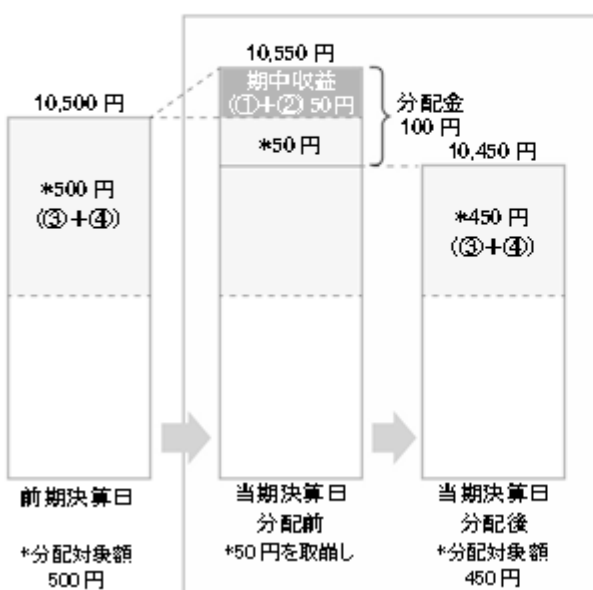 10,500 円
*500 円
(③+④)
前期決算日
*分配対象額
500 円
10,550 円
期中収益
(①+②) 50 円
*50 円
分配金
100 円
当期決算日
分配前
*50 円を取崩し
10,450 円
*450 円
(③+④)
当期決算日
分配後
*分配対象額
450 円